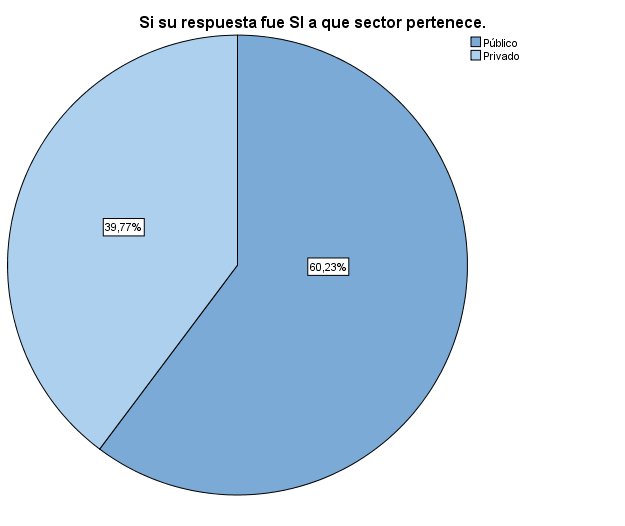 Si su respuesta fue SI a que sector pertenece.
Público
Privado
39,77%
60,23%